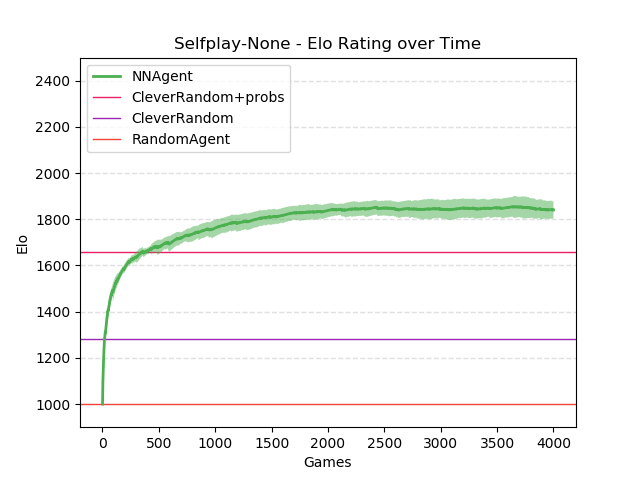 Selfplay-None - Elo Rating over Time
NNAgent
CleverRandom+probs
CleverRandom
RandomAgent
2400
2200
2000
1800
1600
1400
1200
1000
Elo
0 500 1000 1500 2000 2500 3000 3500 4000
Games